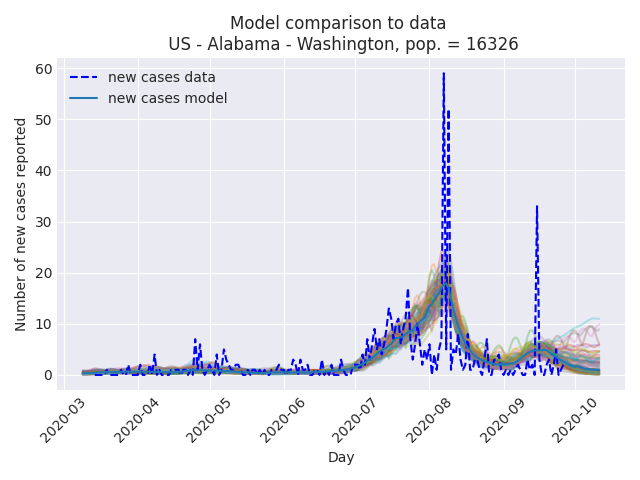 Model comparison to data
US - Alabama - Washington, pop. = 16326
new cases data
new cases model
Number of new cases reported
60
50
40
30
20
10
0
2020-03
2020-04
2020-05
2020-06
2020-07
2020-08
2020-09
2020-10
Day